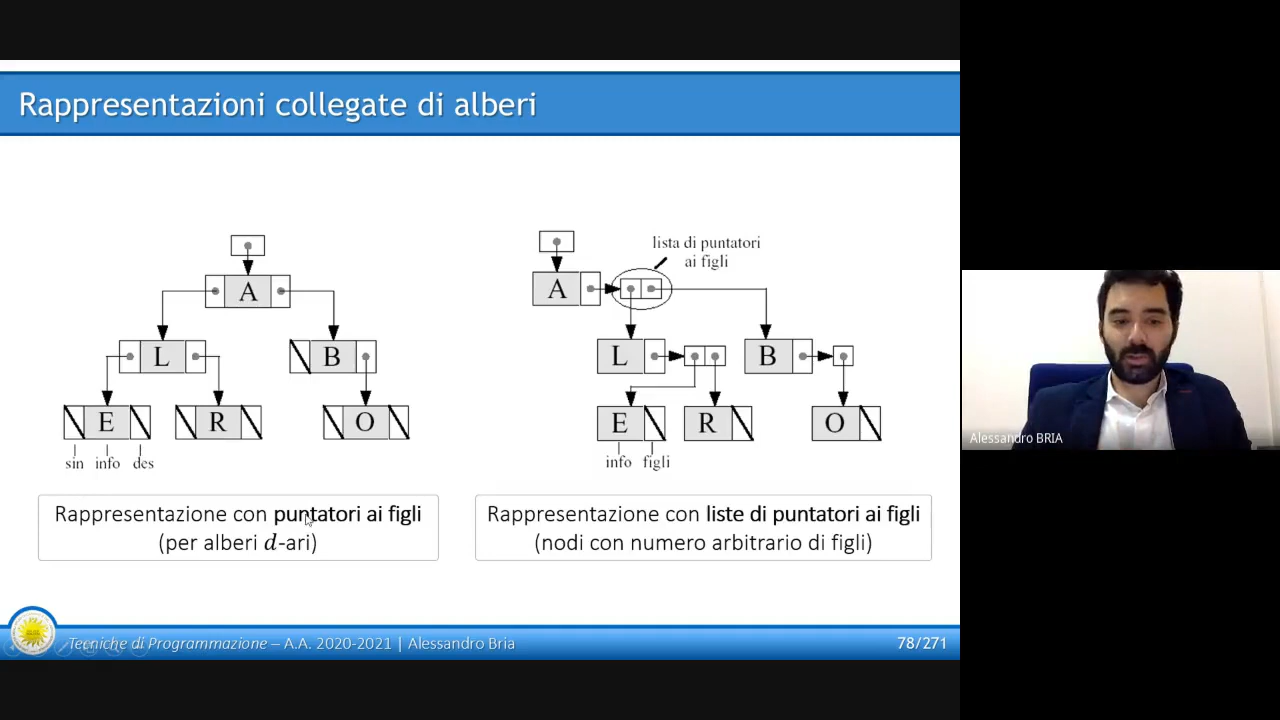 Rappresentazioni collegate di alberi
A
L
B
E
R
O
sin info des
lista di puntatori
ai figli
A
L
B
E
R
O
info figli
Rappresentazione con puntatori ai figli
(per alberi d-ari)
Rappresentazione con liste di puntatori ai figli
(nodi con numero arbitrario di figli)
Tecniche di Programmazione – A.A. 2020-2021 | Alessandro Bria
78/271
Alessandro BRIA